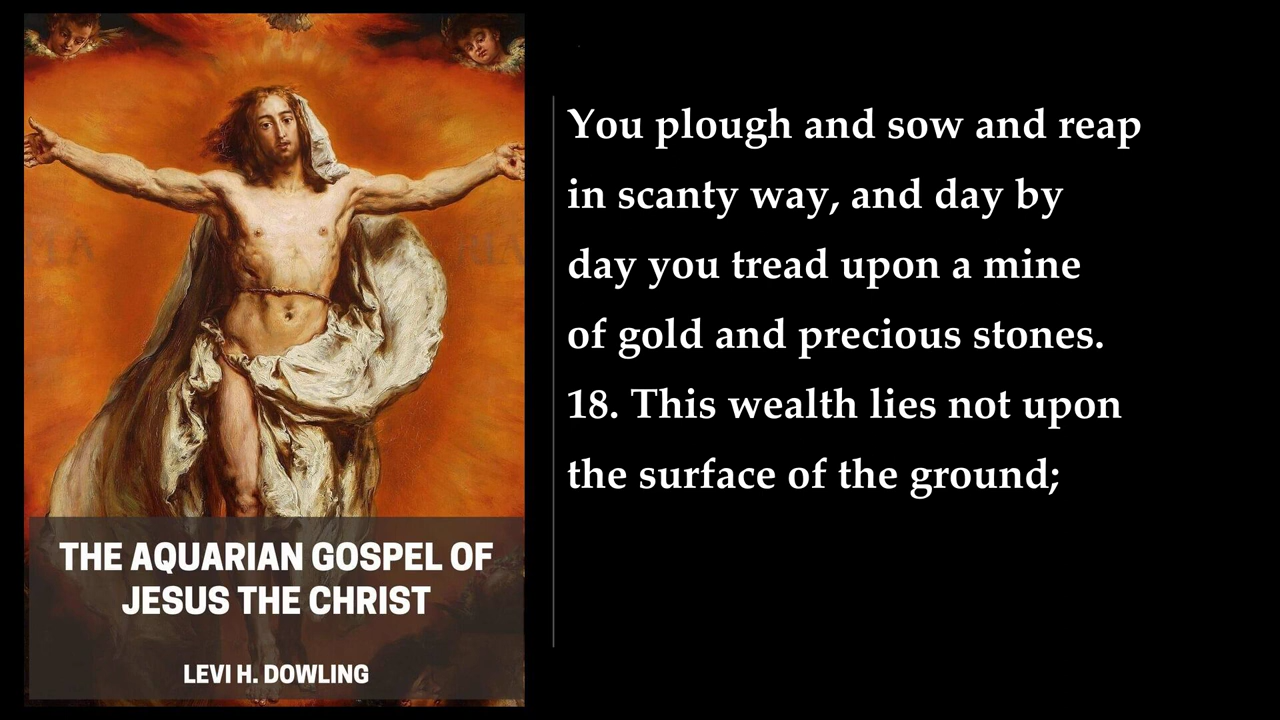 You plough and sow and reap
in scanty way, and day by
day you tread upon a mine
of gold and precious stones.
18. This wealth lies not upon
the surface of the ground;
THE AQUARIAN GOSPEL OF
JESUS THE CHRIST
LEVI H. DOWLING